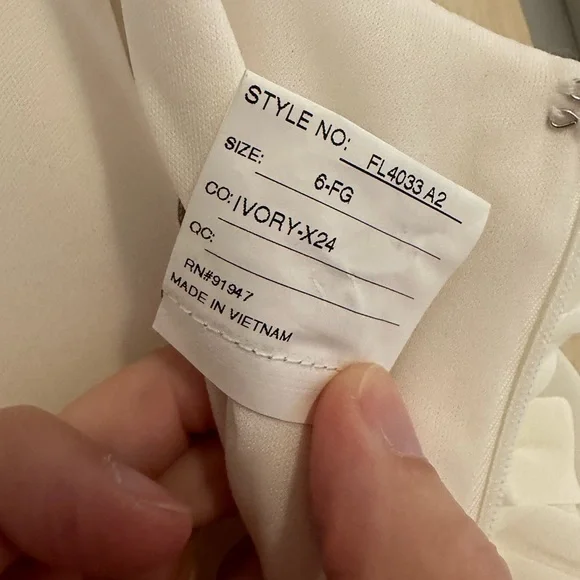 STYLE NO: FL4033 A2
SIZE: 6-FG
CO: IVORY-X24
QC:
RN#91947
MADE IN VIETNAM